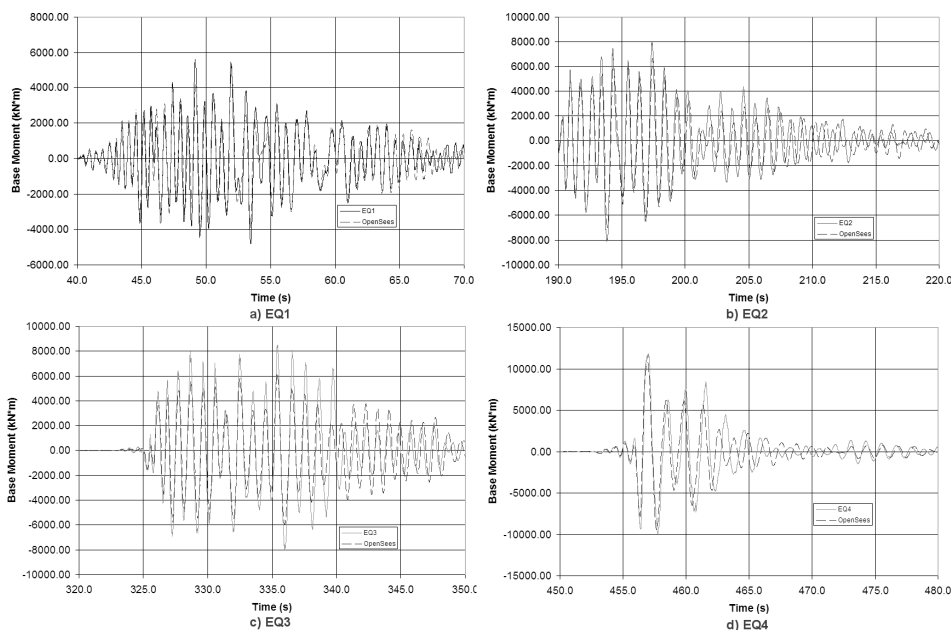 8000.00
6000.00
4000.00
2000.00
0.00
-2000.00
-4000.00
-6000.00
Base Moment (kN*m)
40.0 45.0 50.0 55.0 60.0 65.0 70.0
Time (s)
EQ1
OpenSees
a) EQ1
10000.00
8000.00
6000.00
4000.00
2000.00
0.00
-2000.00
-4000.00
-6000.00
-8000.00
-10000.00
Base Moment (kN*m)
190.0 195.0 200.0 205.0 210.0 215.0 220.0
Time (s)
EQ2
OpenSees
b) EQ2
10000.00
8000.00
6000.00
4000.00
2000.00
0.00
-2000.00
-4000.00
-6000.00
-8000.00
-10000.00
Base Moment (kN*m)
320.0 325.0 330.0 335.0 340.0 345.0 350.0
Time (s)
EQ3
OpenSees
c) EQ3
15000.00
10000.00
5000.00
0.00
-5000.00
-10000.00
-15000.00
Base Moment (kN*m)
450.0 455.0 460.0 465.0 470.0 475.0 480.0
Time (s)
EQ4
OpenSees
d) EQ4